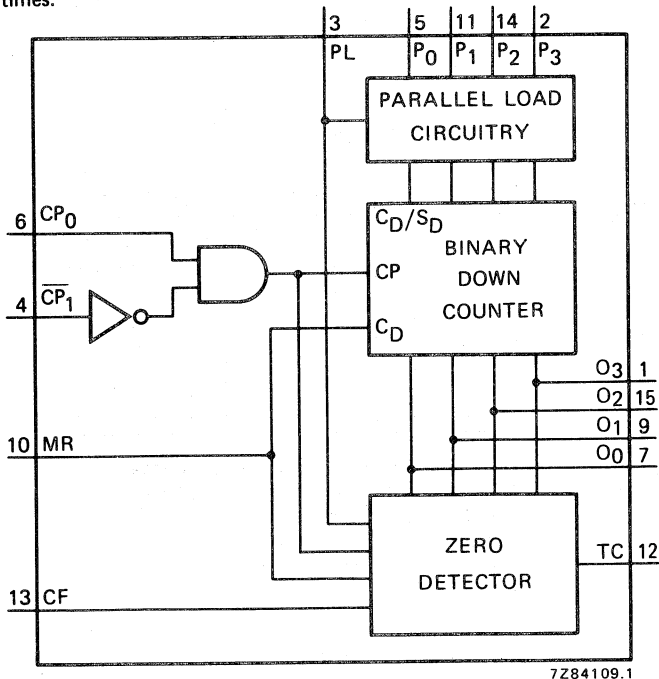 times.
3 5 11 14 2
PL P0 P1 P2 P3
PARALLEL LOAD
CIRCUITRY
6 CP0
CD/SD
BINARY
CP DOWN
4 CP1
COUNTER
CD
O3 1
O2 15
10 MR O1 9
O0 7
ZERO TC 12
DETECTOR
13 CF
7Z84109.1